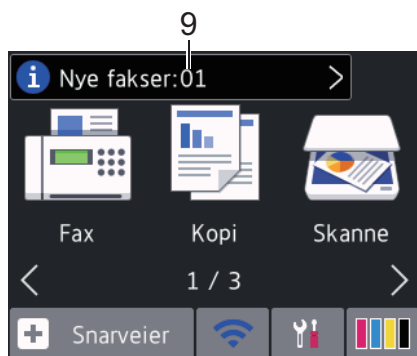 9
Nye fakser:01
Fax Kopi Skanne
1 / 3
Snarveier